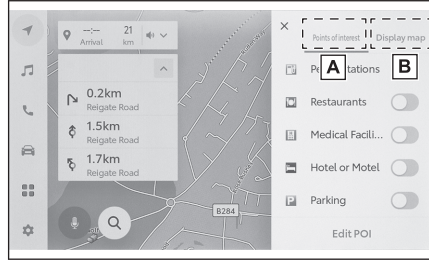 --:-- 21
Arrival km
0.2km
Reigate Road
1.5km
Reigate Road
1.7km
Reigate Road
B284
Points of interest Display map
A B
Restaurants
Medical Facili...
Hotel or Motel
Parking
Edit POI